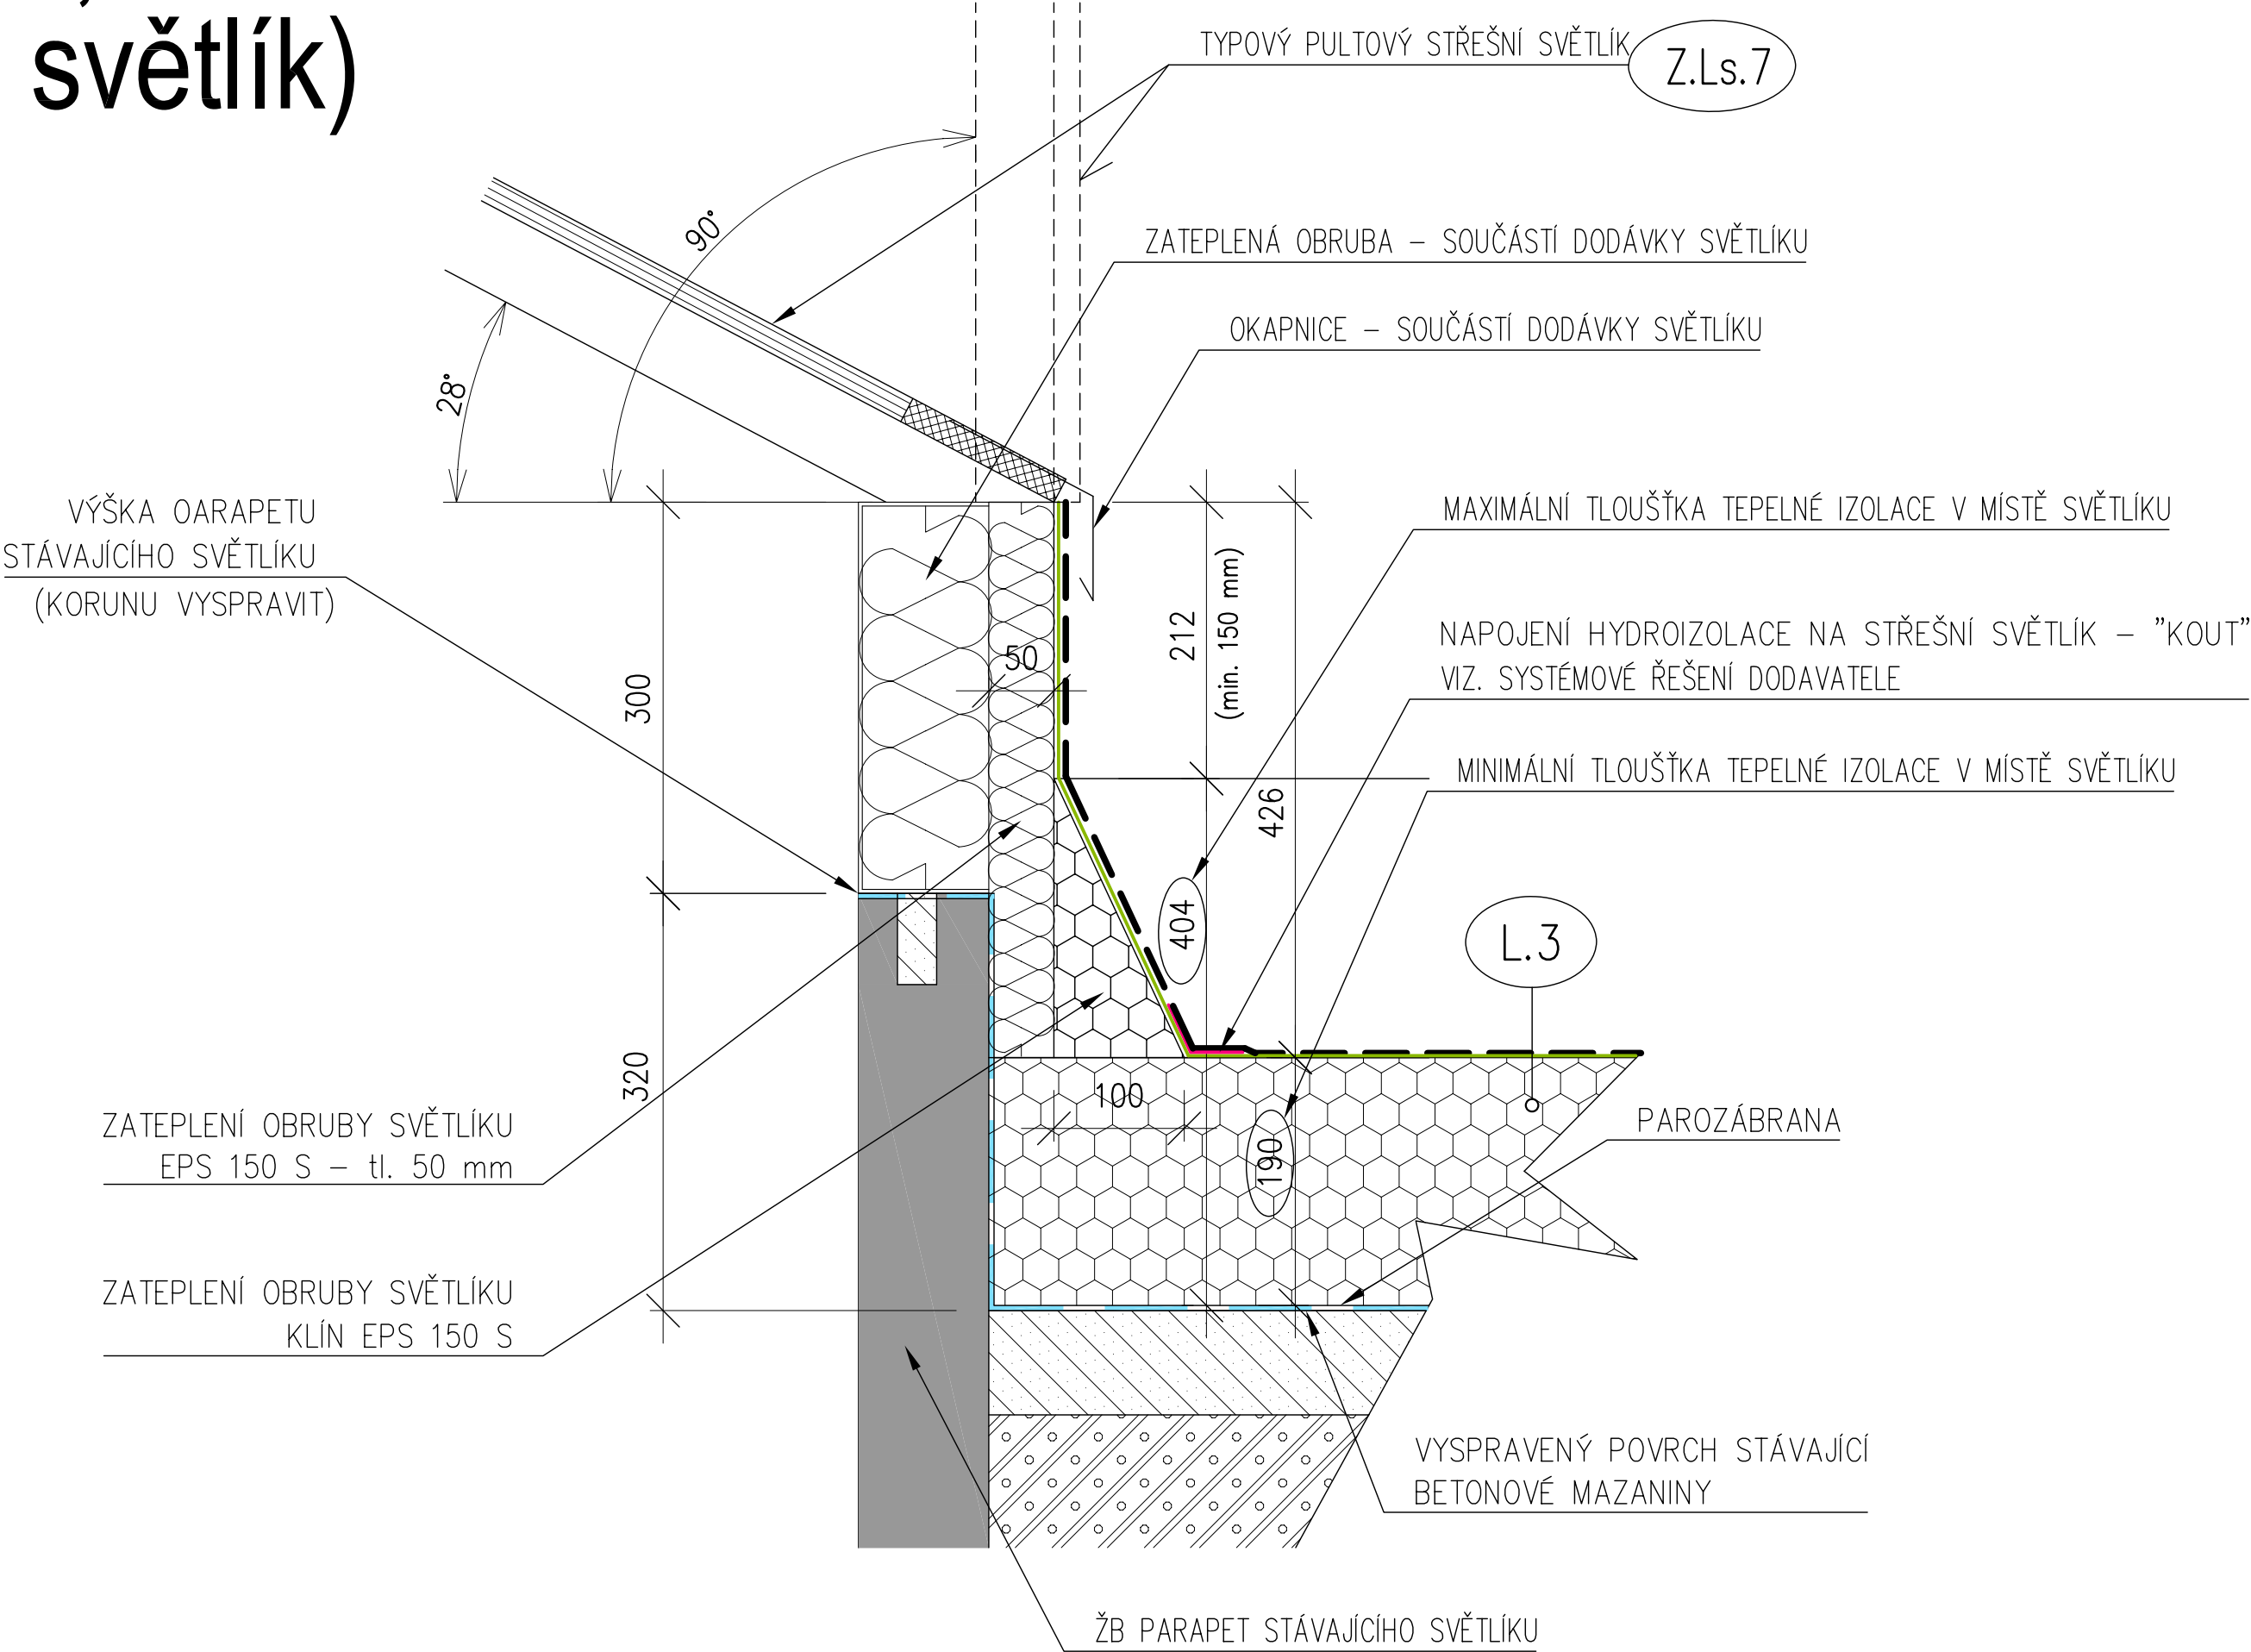 světlík)
TYPOVÝ PULTOVÝ STŘEŠNÍ SVĚTLÍK
Z.Ls.7
90°
ZATEPLENÁ OBRUBA – SOUČÁSTÍ DODÁVKY SVĚTLÍKU
OKAPNICE – SOUČÁSTÍ DODÁVKY SVĚTLÍKU
28°
VÝŠKA OARAPETU
STÁVAJÍCÍHO SVĚTLÍKU
(KORUNU VYSPRAVIT)
MAXIMÁLNÍ TLOUŠŤKA TEPELNÉ IZOLACE V MÍSTĚ SVĚTLÍKU
NAPOJENÍ HYDROIZOLACE NA STŘEŠNÍ SVĚTLÍK – "KOUT"
VIZ. SYSTÉMOVÉ ŘEŠENÍ DODAVATELE
MINIMÁLNÍ TLOUŠŤKA TEPELNÉ IZOLACE V MÍSTĚ SVĚTLÍKU
300
50
212
(min. 150 mm)
426
404
L.3
320
100
190
ZATEPLENÍ OBRUBY SVĚTLÍKU
EPS 150 S – tl. 50 mm
PAROZÁBRANA
ZATEPLENÍ OBRUBY SVĚTLÍKU
KLÍN EPS 150 S
VYSPRAVENÝ POVRCH STÁVAJÍCÍ
BETONOVÉ MAZANINY
ŽB PARAPET STÁVAJÍCÍHO SVĚTLÍKU